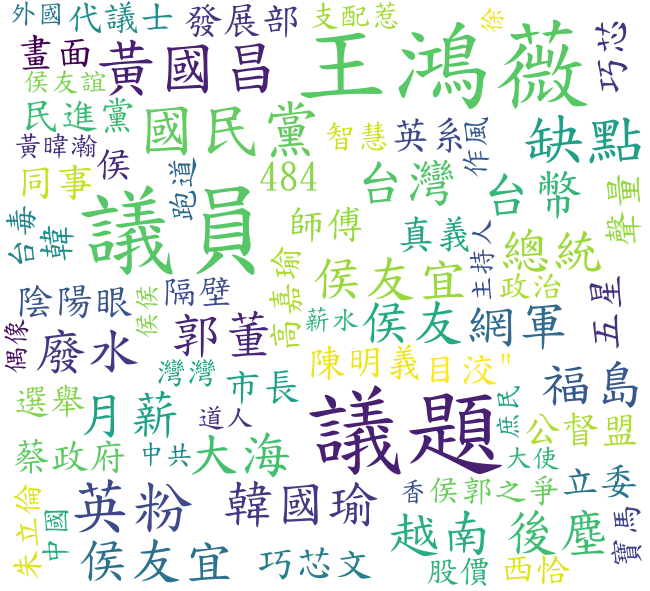 外國
代議士
發展部
支配惹
徐
畫面
黃國昌
王鴻薇
巧芯
侯友誼
民進黨
國民黨
智慧
英系
作風
缺點
黃暐瀚
侯
同事
議員
跑道
484
台灣
台幣
聲量
台毒
韓
師傅
真義
主持人
總統
高嘉瑜
侯友宜
政治
陰陽眼
隔壁
侯侯
薪水
侯友
網軍
五星
偶像
廢水
郭董
灣灣
陳明義
目洨"
福島
選舉
月薪
市長
道人
議題
庶民
公督盟
蔡政府
中共
大海
大使
朱立倫
中國
英粉
韓國瑜
香
侯郭之爭
立委
越南
後塵
寶馬
侯友宜
巧芯文
股價
西恰